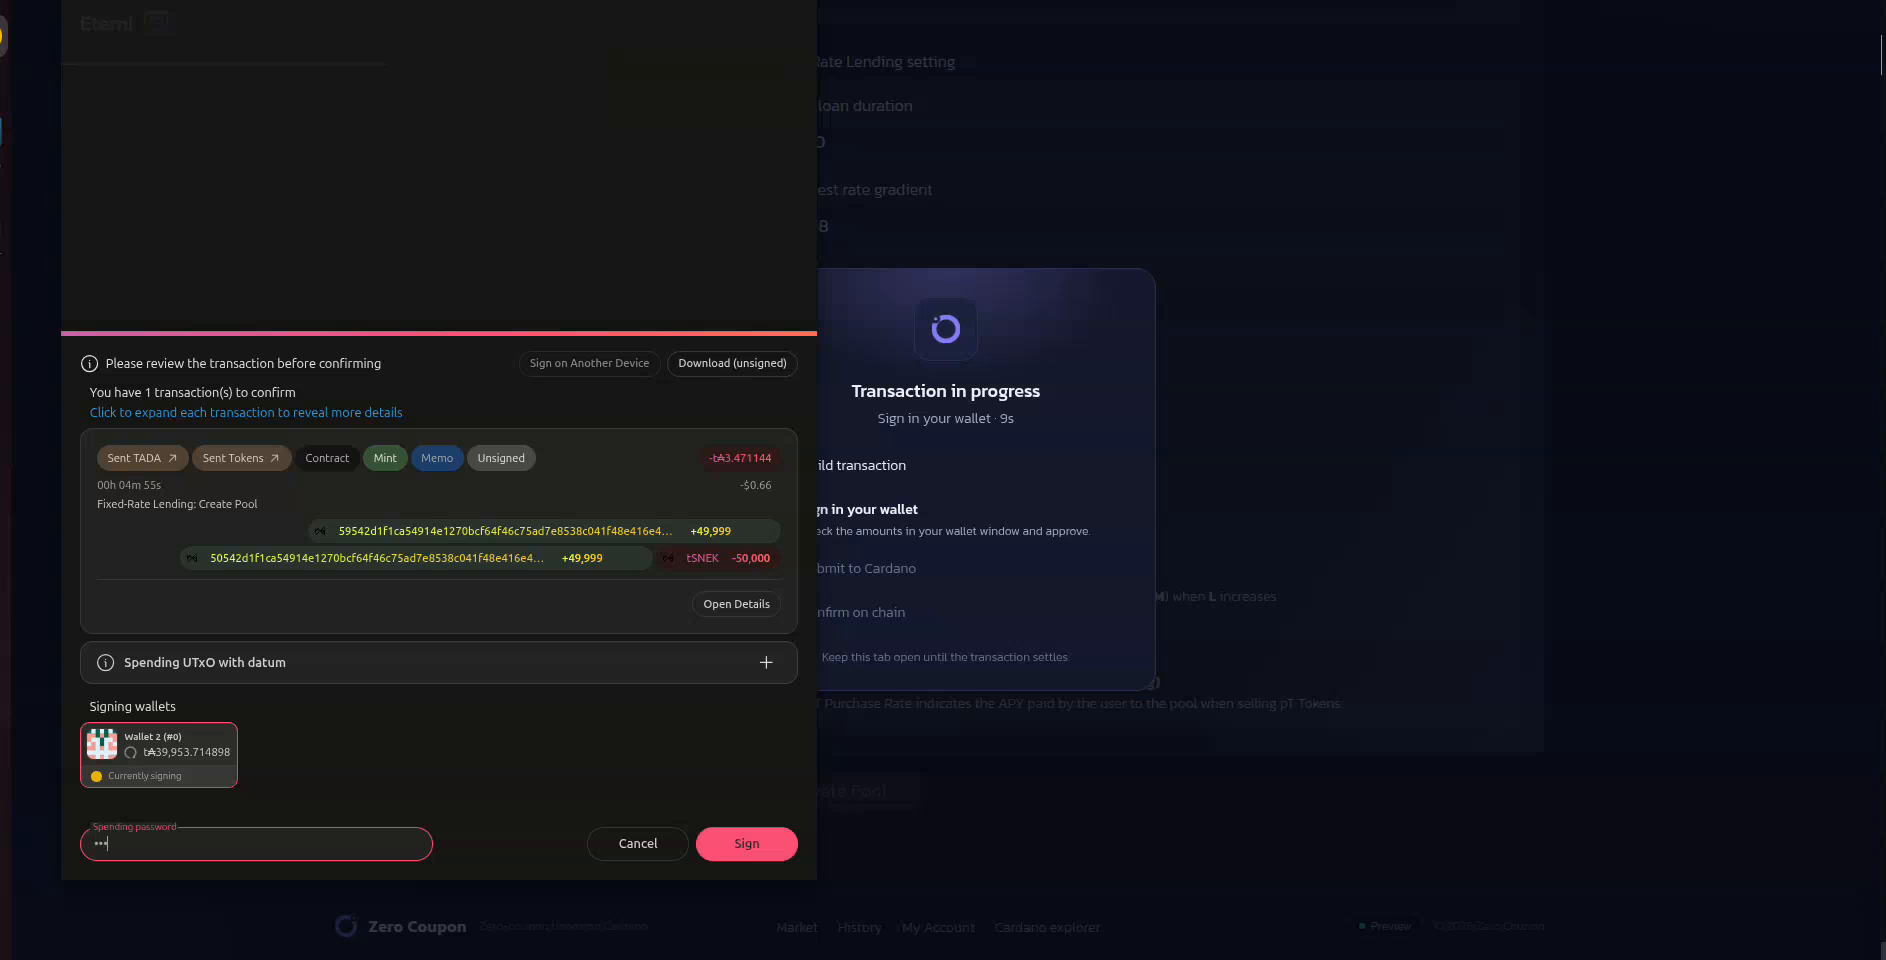 Eternl
Rate Lending setting
loan duration
est rate gradient
8
Please review the transaction before confirming
Sign on Another Device
Download (unsigned)
You have 1 transaction(s) to confirm
Click to expand each transaction to reveal more details
Sent TADA
Sent Tokens
Contract
Mint
Memo
Unsigned
-t₳3.471144
00h 04m 55s
-$0.66
Fixed-Rate Lending: Create Pool
59542d1f1ca54914e1270bcf64f46c75ad7e8538c041f48e416e4...
+49,999
50542d1f1ca54914e1270bcf64f46c75ad7e8538c041f48e416e4...
+49,999
tSNEK
-50,000
Open Details
Spending UTxO with datum
Signing wallets
Wallet 2 (#0)
t₳39,953.714898
Currently signing
Spending password
•••
Cancel
Sign
Transaction in progress
Sign in your wallet · 9s
ild transaction
gn in your wallet
eck the amounts in your wallet window and approve.
bmit to Cardano
nfirm on chain
Keep this tab open until the transaction settles.
M) when L increases
T Purchase Rate indicates the APY paid by the user to the pool when selling pT Tokens
ate Pool
Zero Coupon
Market
History
My Account
Cardano explorer
Preview